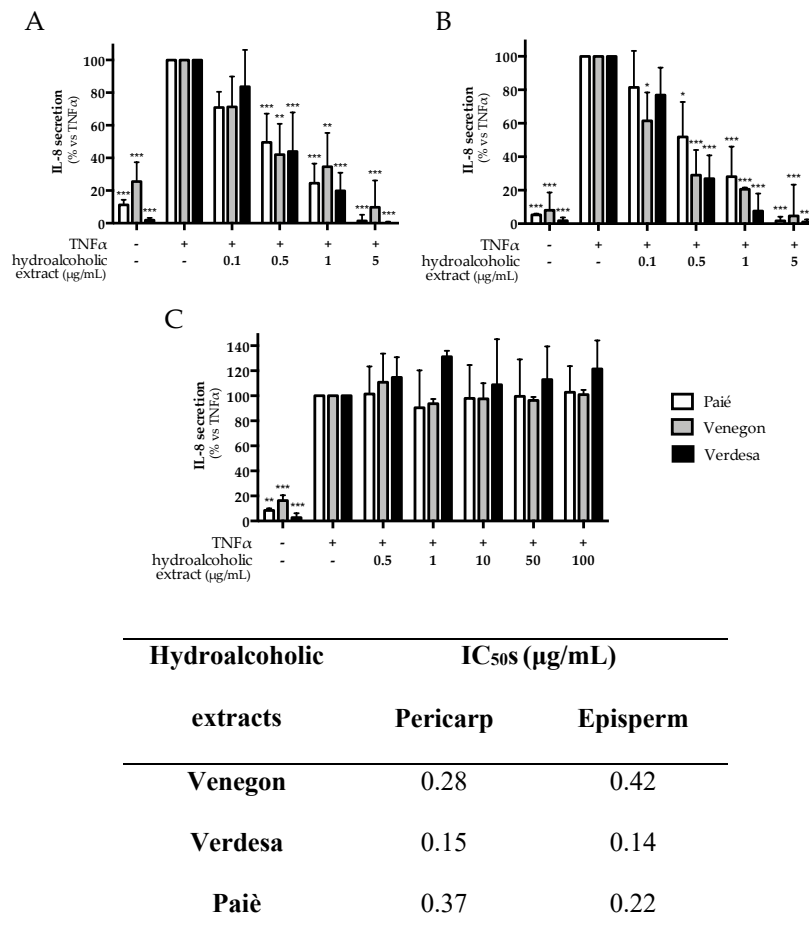 A
100
80
60
40
20
0
IL-8 secretion
(% vs TNFα)
***
***
***
***
**
***
***
**
***
***
***
***
TNFα - + + + + +
hydroalcoholic
extract (µg/mL) - - 0.1 0.5 1 5
B
100
80
60
40
20
0
IL-8 secretion
(% vs TNFα)
***
***
***
*
*
***
***
***
***
***
***
***
TNFα - + + + + +
hydroalcoholic
extract (µg/mL) - - 0.1 0.5 1 5
C
140
120
100
80
60
40
20
0
IL-8 secretion
(% vs TNFα)
**
***
***
TNFα - + + + + + +
hydroalcoholic
extract (µg/mL) - - 0.5 1 10 50 100
Paié
Venegon
Verdesa
Hydroalcoholic IC50s (µg/mL)
extracts Pericarp Episperm
Venegon 0.28 0.42
Verdesa 0.15 0.14
Paiè 0.37 0.22